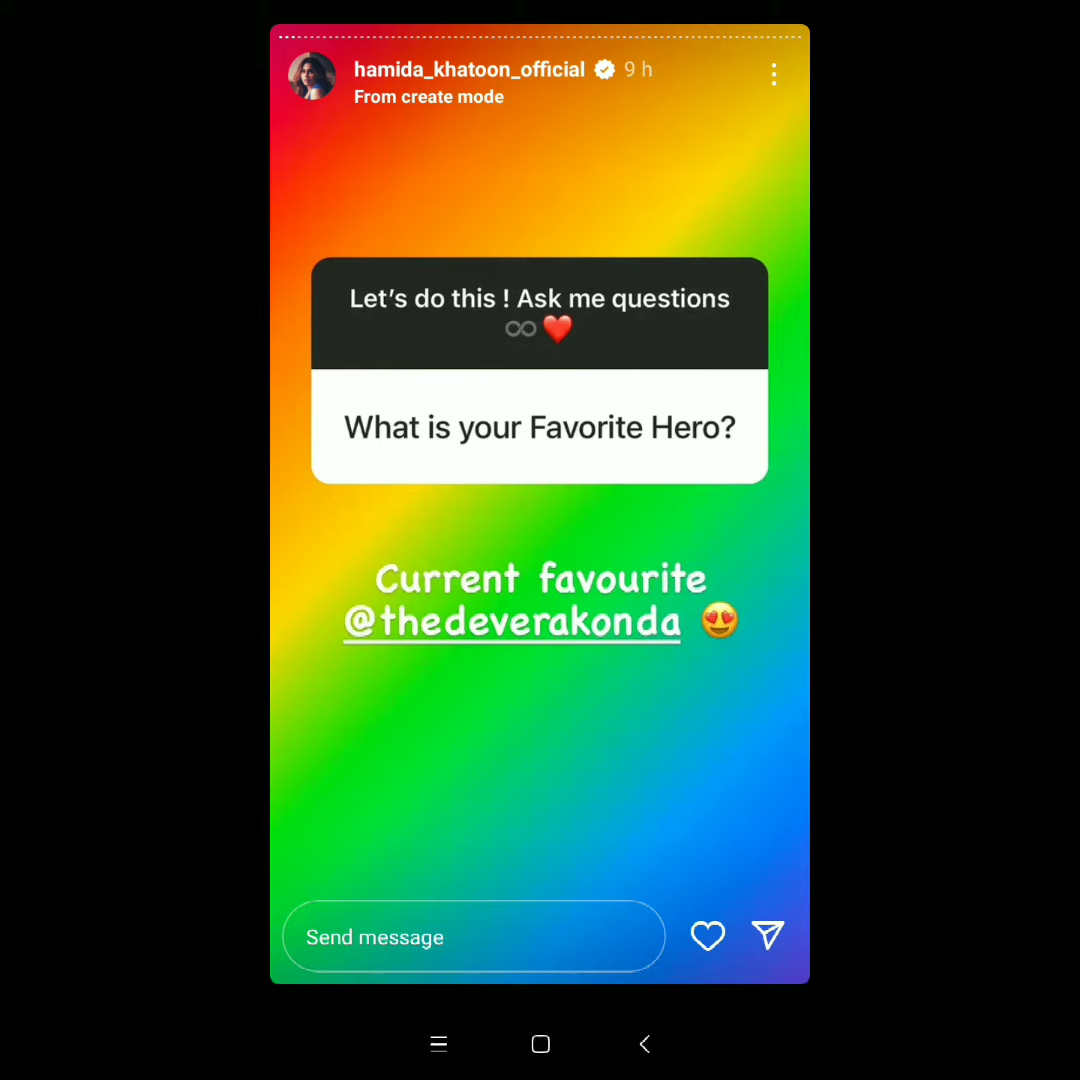 hamida_khatoon_official 9 h
From create mode
Let's do this ! Ask me questions
∞❤️
What is your Favorite Hero?
Current favourite
@thedeverakonda 😍
Send message